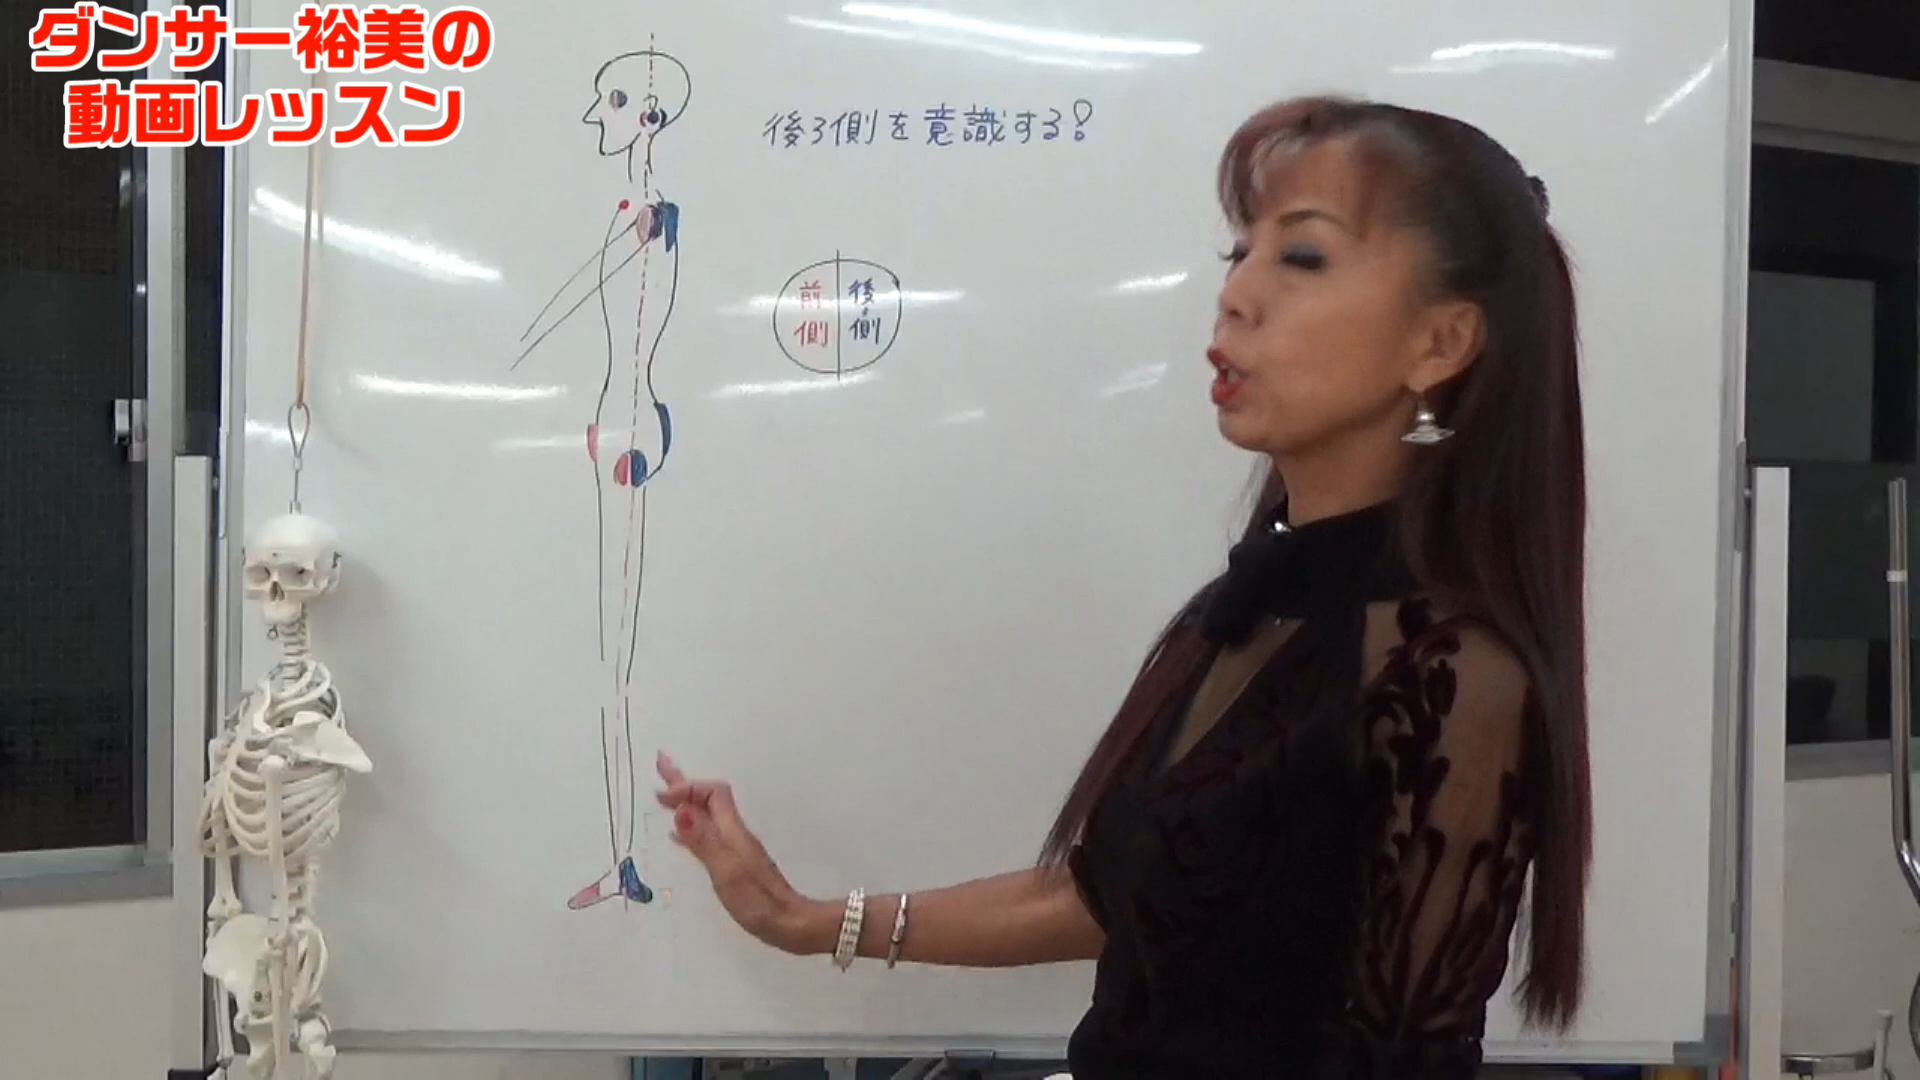 ダンサー裕美の
動画レッスン
後ろ側を意識する!
前側
後ろ側